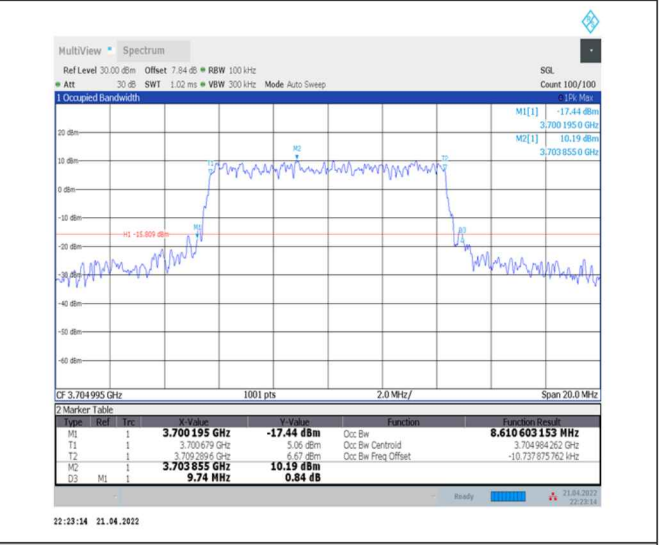 MultiView Spectrum
Ref Level 30.00 dBm Offset 7.84 dB RBW 100 kHz SGL
Att 30 dB SWT 1.02 ms VBW 300 kHz Mode Auto Sweep Count 100/100
1 Occupied Bandwidth 1Pk Max
M1[1] -17.44 dBm
3.700 195 0 GHz
M2[1] 10.19 dBm
3.703 855 0 GHz
20 dBm
M2
10 dBm
T1 T2
0 dBm
-10 dBm
H1 -15.809 dBm M1 D3
-20 dBm
-30 dBm
-40 dBm
-50 dBm
-60 dBm
CF 3.704 995 GHz 1001 pts 2.0 MHz/ Span 20.0 MHz
2 Marker Table
Type Ref Trc X-Value Y-Value Function Function Result
M1 1 3.700 195 GHz -17.44 dBm Occ Bw 8.610 603 153 MHz
T1 1 3.700 679 GHz 5.06 dBm Occ Bw Centroid 3.704 984 262 GHz
T2 1 3.709 289 6 GHz 6.67 dBm Occ Bw Freq Offset -10.737 875 762 kHz
M2 1 3.703 855 GHz 10.19 dBm
D3 M1 1 9.74 MHz 0.84 dB
Ready 21.04.2022
22:23:14
22:23:14 21.04.2022